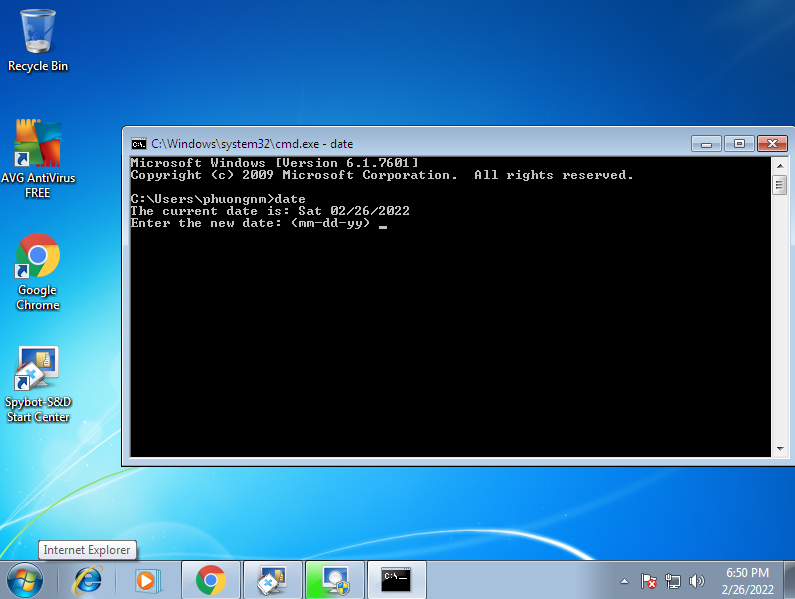 Recycle Bin
AVG AntiVirus
FREE
Google
Chrome
Spybot-S&D
Start Center
C:\Windows\system32\cmd.exe - date
Microsoft Windows [Version 6.1.7601]
Copyright (c) 2009 Microsoft Corporation.  All rights reserved.
C:\Users\phuongnm>date
The current date is: Sat 02/26/2022
Enter the new date: (mm-dd-yy)
Internet Explorer
C:\_
6:50 PM
2/26/2022